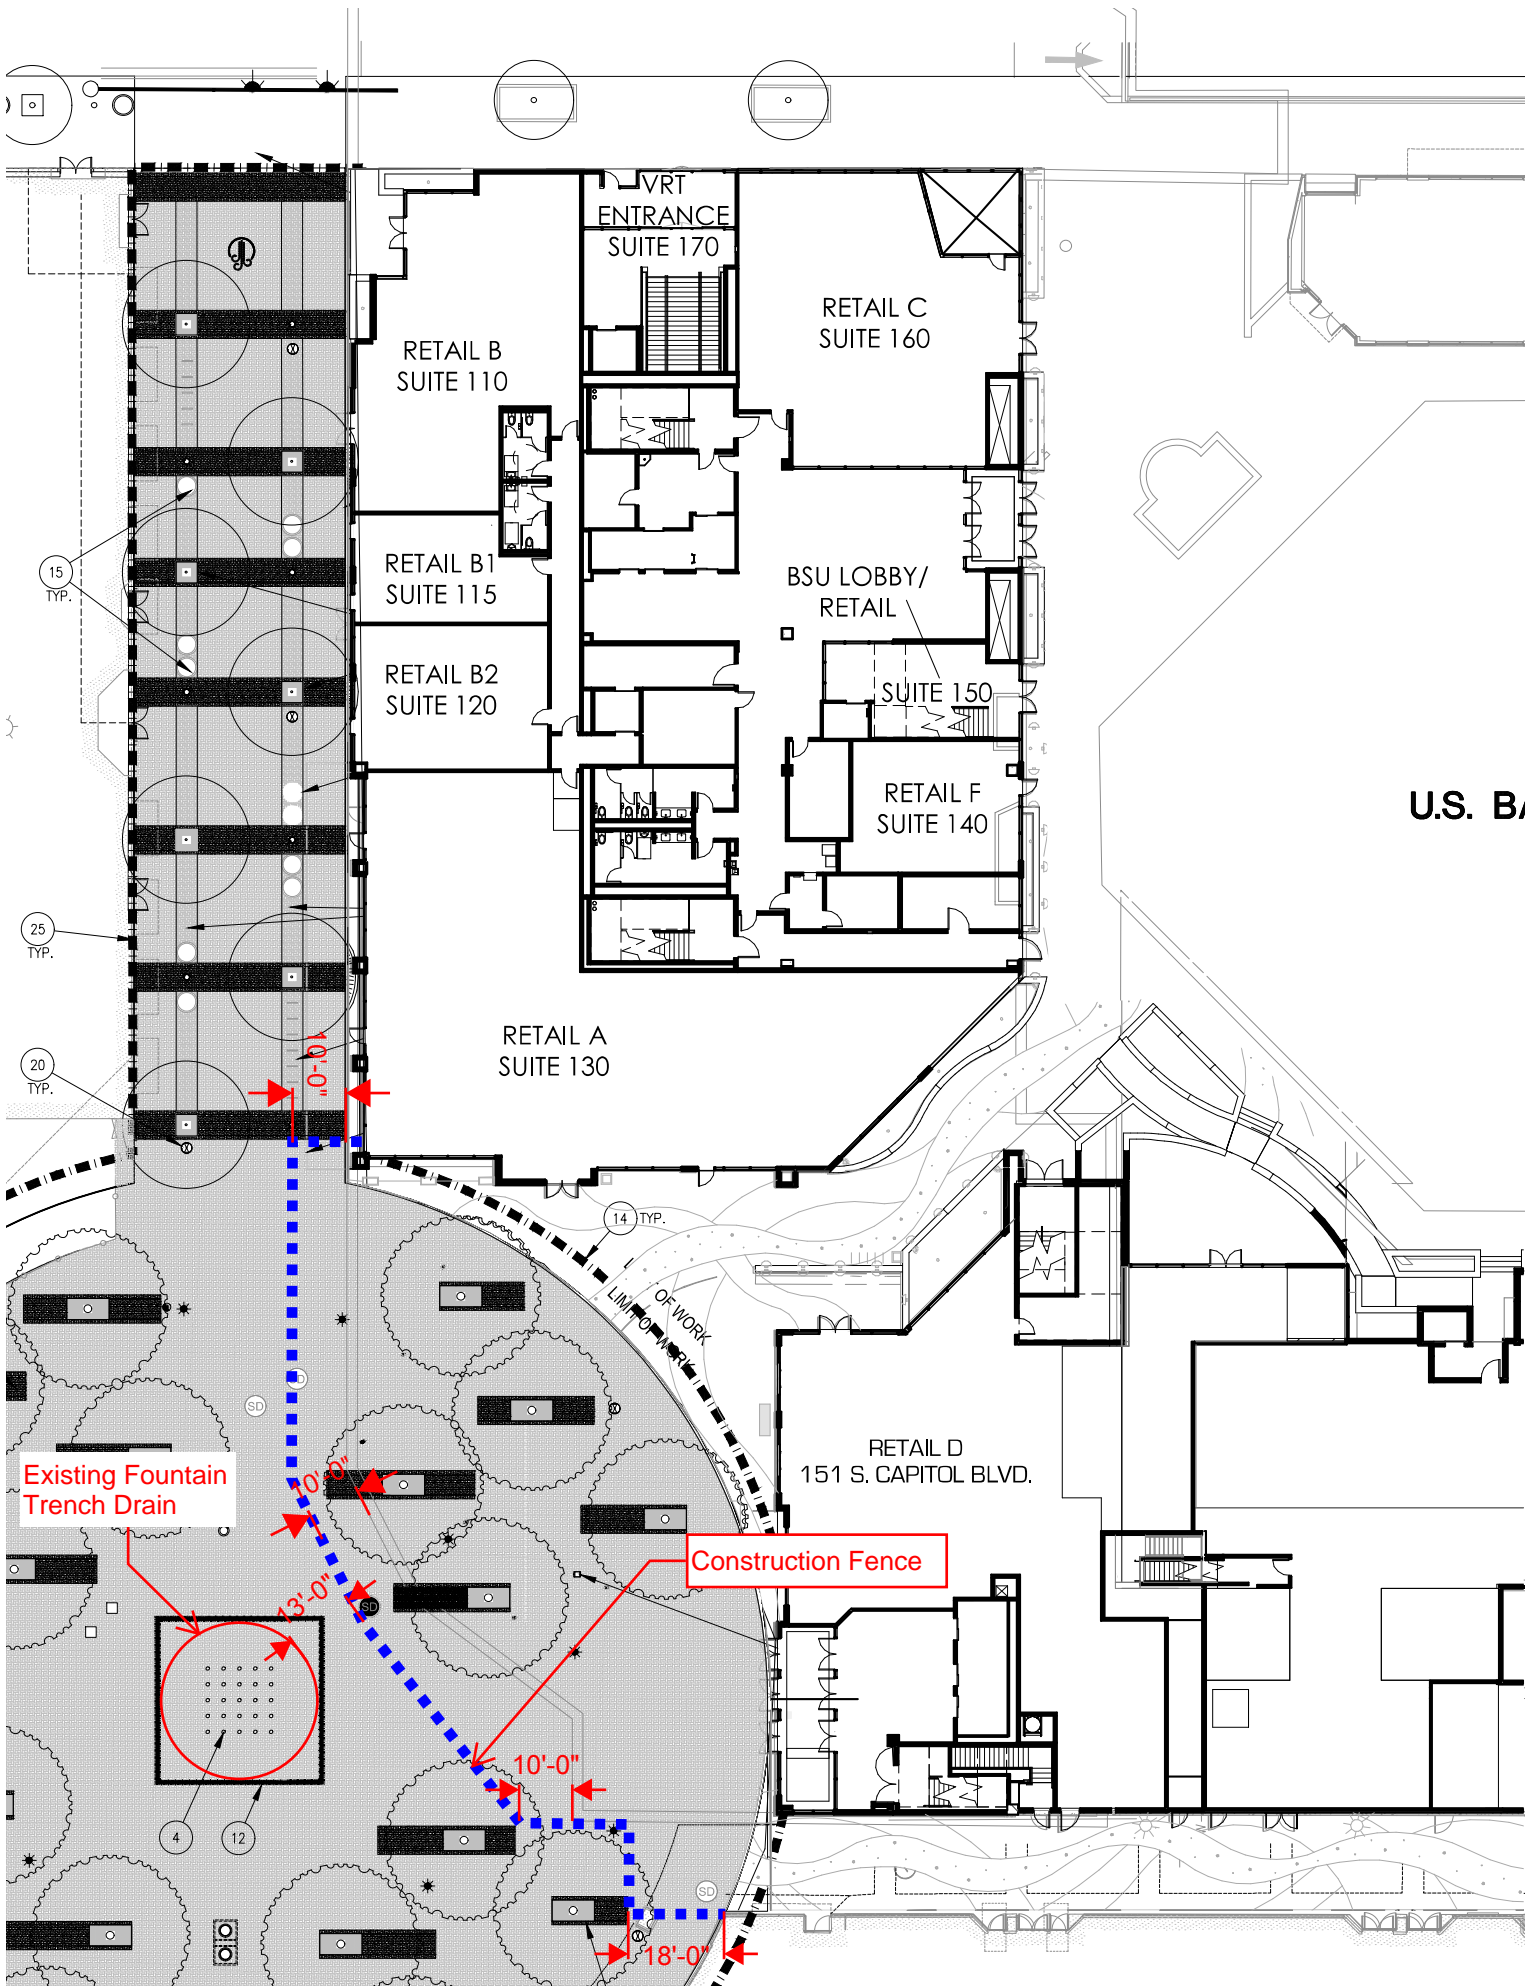 VRT
ENTRANCE
SUITE 170
RETAIL C
SUITE 160
RETAIL B
SUITE 110
RETAIL B1
SUITE 115
BSU LOBBY/
RETAIL
SUITE 150
RETAIL B2
SUITE 120
RETAIL F
SUITE 140
U.S. BA
15
TYP.
25
TYP.
RETAIL A
SUITE 130
10'-0"
20
TYP.
14 TYP.
OF WORK
LIMIT OF WORK
SD
SD
RETAIL D
151 S. CAPITOL BLVD.
Existing Fountain
Trench Drain
10'-0"
Construction Fence
13'-0"
SD
10'-0"
4
12
SD
18'-0"